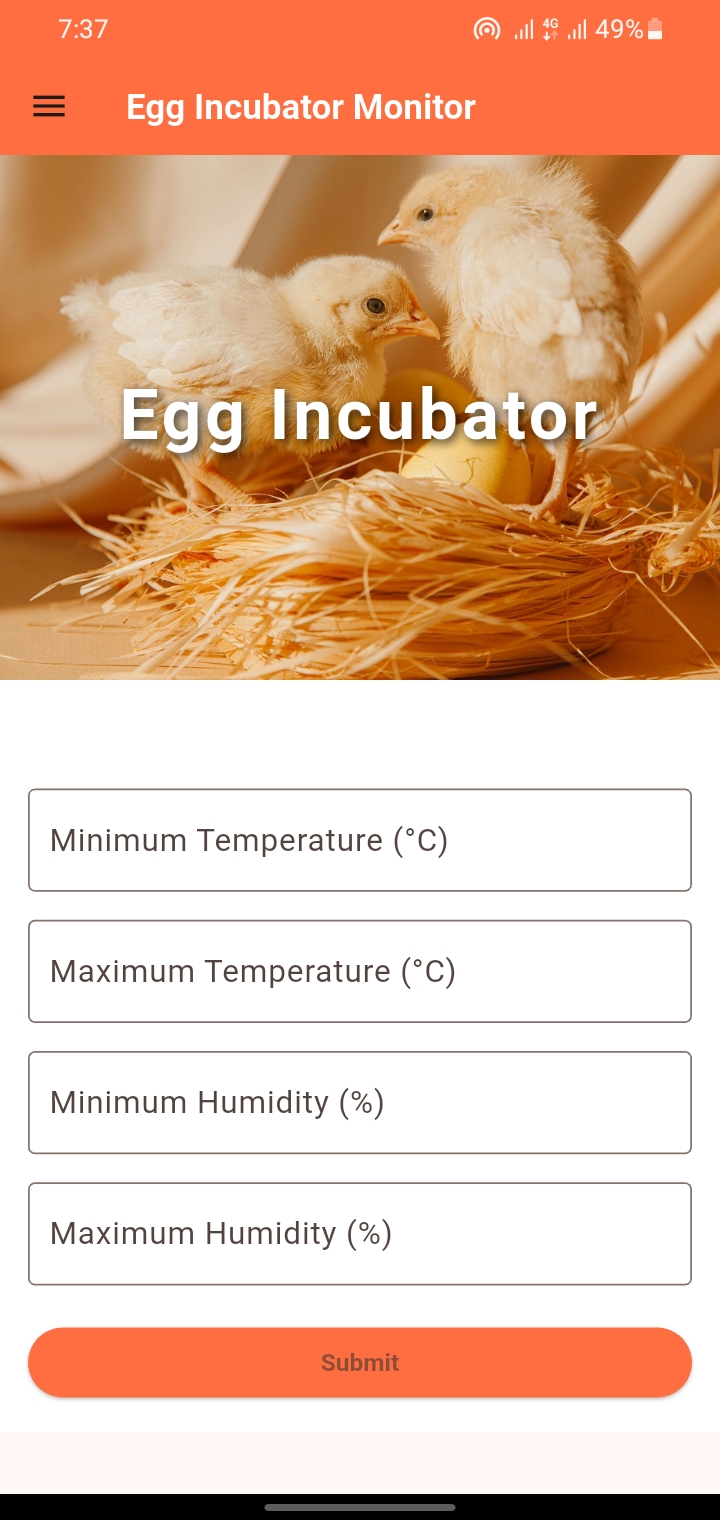 7:37
4G
49%
Egg Incubator Monitor
Egg Incubator
Minimum Temperature (°C)
Maximum Temperature (°C)
Minimum Humidity (%)
Maximum Humidity (%)
Submit